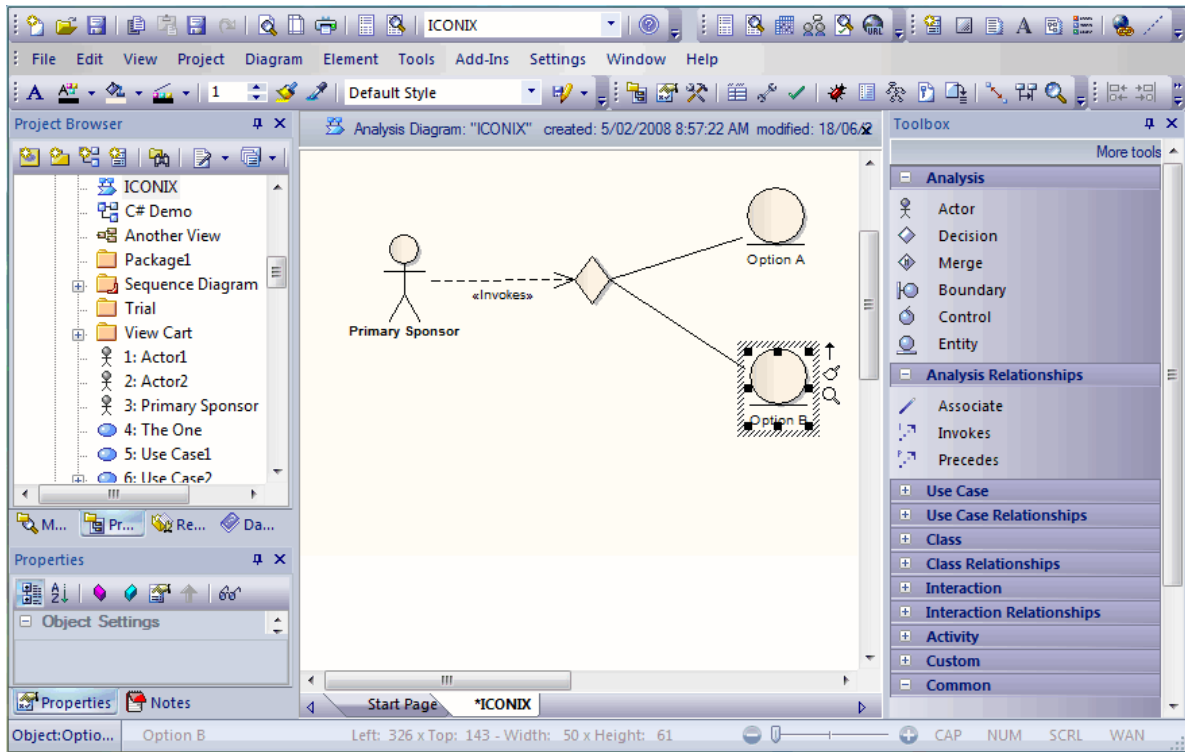 ICONIX
URL
File Edit View Project Diagram Element Tools Add-Ins Settings Window Help
1 Default Style
Project Browser
ICONIX
C# Demo
Another View
Package1
Sequence Diagram
Trial
View Cart
1: Actor1
2: Actor2
3: Primary Sponsor
4: The One
5: Use Case1
6: Use Case2
M... Pr... Re... Da...
Properties
Object Settings
Properties Notes
Analysis Diagram: "ICONIX" created: 5/02/2008 8:57:22 AM modified: 18/06/2
Option A
«Invokes»
Primary Sponsor
Option B
Start Page *ICONIX
Toolbox
More tools
Analysis
Actor
Decision
Merge
Boundary
Control
Entity
Analysis Relationships
Associate
Invokes
Precedes
Use Case
Use Case Relationships
Class
Class Relationships
Interaction
Interaction Relationships
Activity
Custom
Common
Object:Optio... Option B Left: 326 x Top: 143 - Width: 50 x Height: 61 CAP NUM SCRL WAN